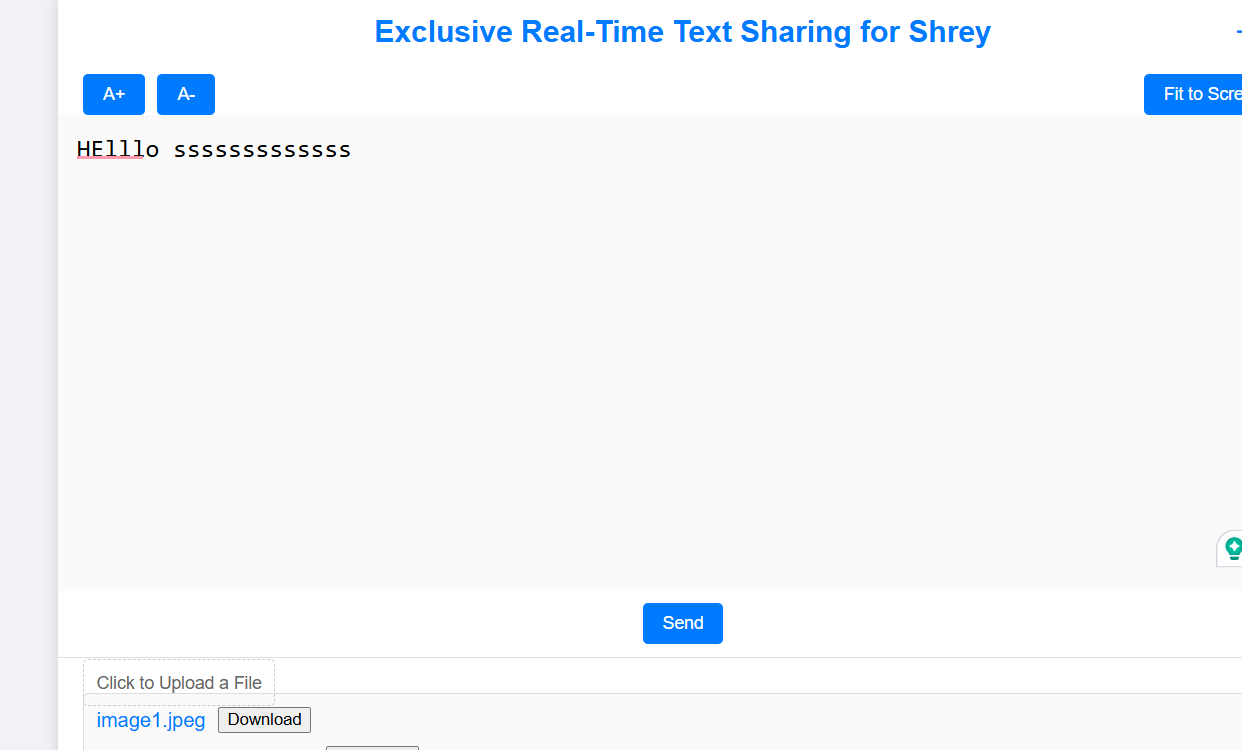 Exclusive Real-Time Text Sharing for Shrey
A+ A- Fit to Scre
HElllo sssssssssssss
Send
Click to Upload a File
image1.jpeg Download